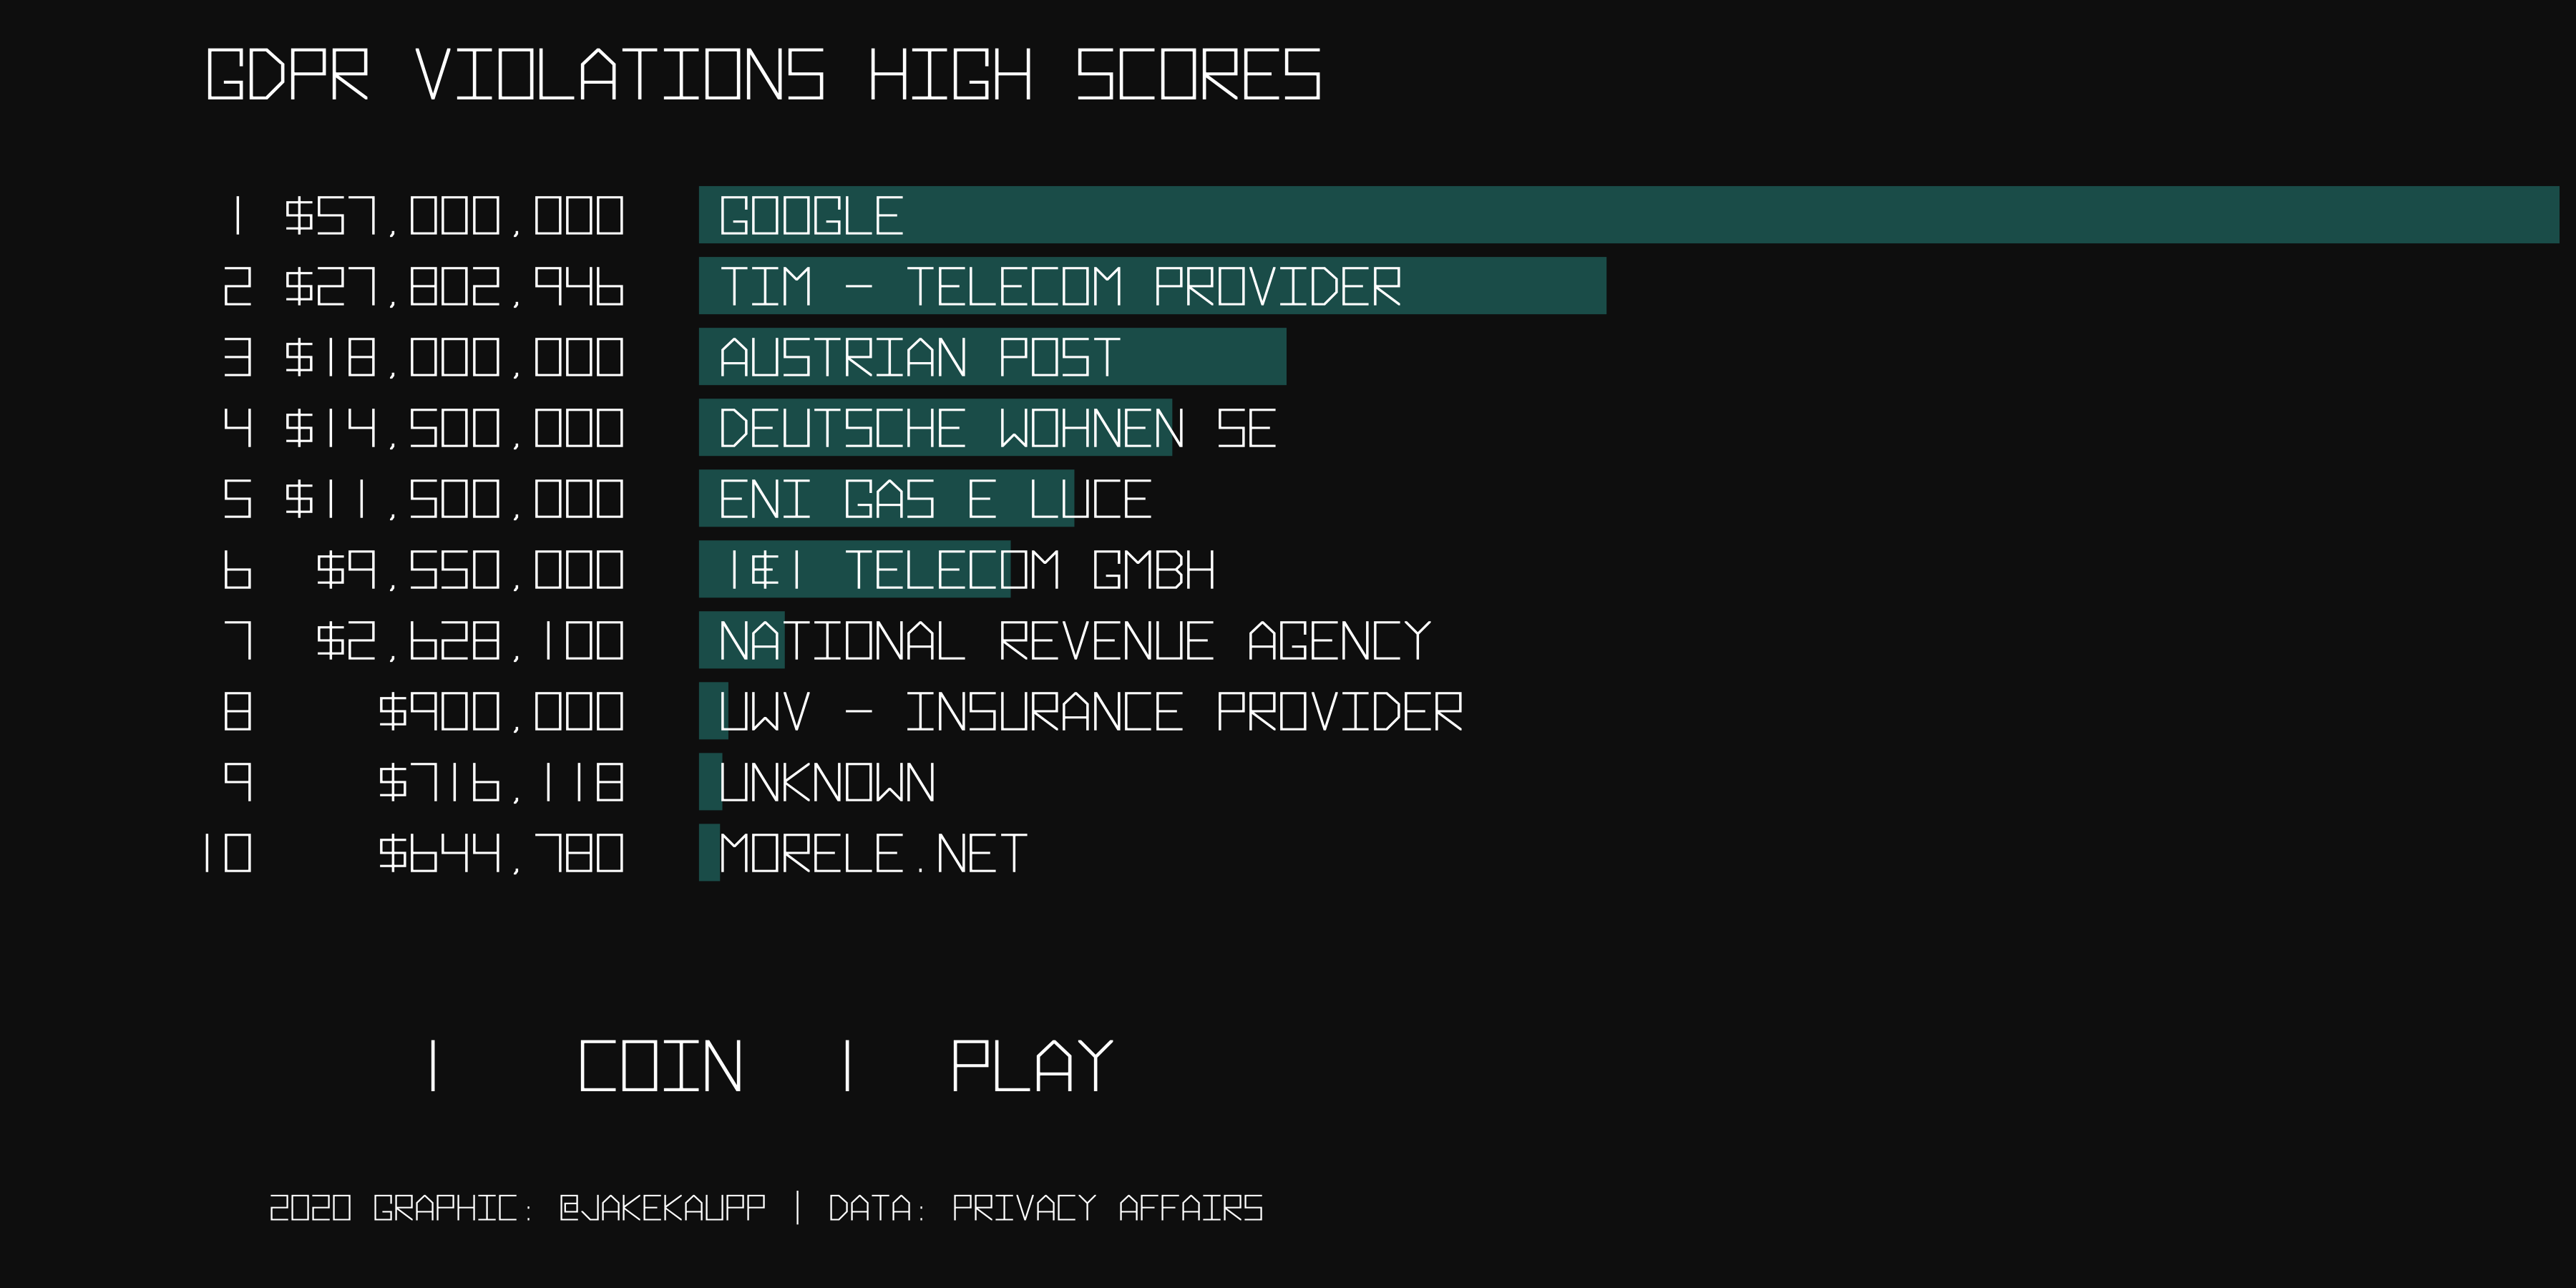 GDPR VIOLATIONS HIGH SCORES
1 $57,000,000 GOOGLE
2 $27,802,946 TIM - TELECOM PROVIDER
3 $18,000,000 AUSTRIAN POST
4 $14,500,000 DEUTSCHE WOHNEN SE
5 $11,500,000 ENI GAS E LUCE
6 $9,550,000 1&1 TELECOM GMBH
7 $2,628,100 NATIONAL REVENUE AGENCY
8 $900,000 UWV - INSURANCE PROVIDER
9 $716,118 UNKNOWN
10 $644,780 MORELE.NET
1 COIN 1 PLAY
2020 GRAPHIC: @JAKEKAUPP | DATA: PRIVACY AFFAIRS